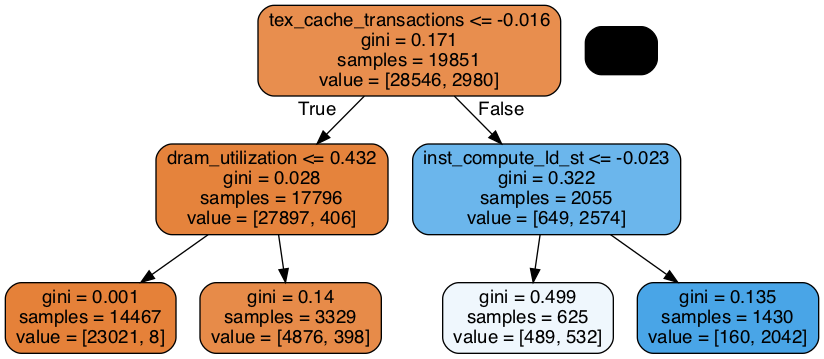 tex_cache_transactions <= -0.016
gini = 0.171
samples = 19851
value = [28546, 2980]
True
False
dram_utilization <= 0.432
gini = 0.028
samples = 17796
value = [27897, 406]
inst_compute_ld_st <= -0.023
gini = 0.322
samples = 2055
value = [649, 2574]
gini = 0.001
samples = 14467
value = [23021, 8]
gini = 0.14
samples = 3329
value = [4876, 398]
gini = 0.499
samples = 625
value = [489, 532]
gini = 0.135
samples = 1430
value = [160, 2042]